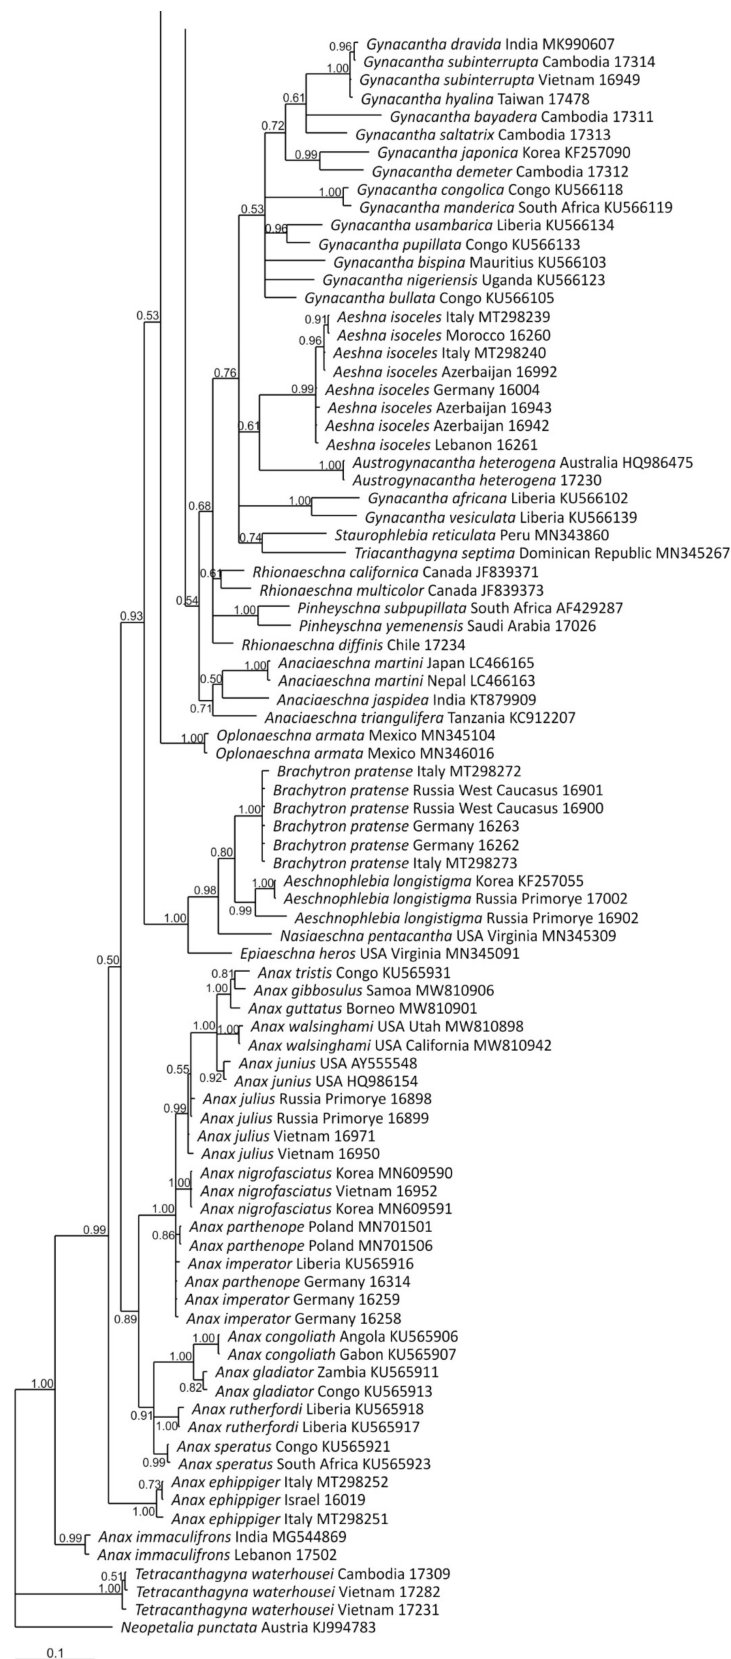 Gynacantha dravida India MK990607
0.96
Gynacantha subinterrupta Cambodia 17314
1.00
Gynacantha subinterrupta Vietnam 16949
Gynacantha hyalina Taiwan 17478
0.61
Gynacantha bayadera Cambodia 17311
0.72
Gynacantha saltatrix Cambodia 17313
Gynacantha japonica Korea KF257090
0.99
Gynacantha demeter Cambodia 17312
Gynacantha congolica Congo KU566118
1.00
Gynacantha manderica South Africa KU566119
0.53
Gynacantha usambarica Liberia KU566134
0.96
Gynacantha pupillata Congo KU566133
Gynacantha bispina Mauritius KU566103
Gynacantha nigeriensis Uganda KU566123
Gynacantha bullata Congo KU566105
0.53
Aeshna isoceles Italy MT298239
0.91
Aeshna isoceles Morocco 16260
0.96
Aeshna isoceles Italy MT298240
Aeshna isoceles Azerbaijan 16992
0.76
0.99
Aeshna isoceles Germany 16004
Aeshna isoceles Azerbaijan 16943
0.61
Aeshna isoceles Azerbaijan 16942
Aeshna isoceles Lebanon 16261
Austrogynacantha heterogena Australia HQ986475
1.00
Austrogynacantha heterogena 17230
Gynacantha africana Liberia KU566102
1.00
0.68
Gynacantha vesiculata Liberia KU566139
Staurophlebia reticulata Peru MN343860
0.74
Triacanthagyna septima Dominican Republic MN345267
Rhionaeschna californica Canada JF839371
0.61
Rhionaeschna multicolor Canada JF839373
0.54
Pinheyschna subpupillata South Africa AF429287
1.00
0.93
Pinheyschna yemenensis Saudi Arabia 17026
Rhionaeschna diffinis Chile 17234
Anaciaeschna martini Japan LC466165
1.00
Anaciaeschna martini Nepal LC466163
0.50
Anaciaeschna jaspidea India KT879909
0.71
Anaciaeschna triangulifera Tanzania KC912207
Oplonaeschna armata Mexico MN345104
1.00
Oplonaeschna armata Mexico MN346016
Brachytron pratense Italy MT298272
Brachytron pratense Russia West Caucasus 16901
1.00
Brachytron pratense Russia West Caucasus 16900
Brachytron pratense Germany 16263
Brachytron pratense Germany 16262
0.80
Brachytron pratense Italy MT298273
Aeschnophlebia longistigma Korea KF257055
1.00
0.98
Aeschnophlebia longistigma Russia Primorye 17002
0.99
Aeschnophlebia longistigma Russia Primorye 16902
1.00
Nasiaeschna pentacantha USA Virginia MN345309
Epiaeschna heros USA Virginia MN345091
0.50
Anax tristis Congo KU565931
0.81
Anax gibbosulus Samoa MW810906
1.00
Anax guttatus Borneo MW810901
Anax walsinghami USA Utah MW810898
1.00
1.00
Anax walsinghami USA California MW810942
Anax junius USA AY555548
0.55
0.92
Anax junius USA HQ986154
Anax julius Russia Primorye 16898
0.99
Anax julius Russia Primorye 16899
Anax julius Vietnam 16971
Anax julius Vietnam 16950
Anax nigrofasciatus Korea MN609590
1.00
Anax nigrofasciatus Vietnam 16952
1.00
Anax nigrofasciatus Korea MN609591
Anax parthenope Poland MN701501
0.99
0.86
Anax parthenope Poland MN701506
Anax imperator Liberia KU565916
Anax parthenope Germany 16314
Anax imperator Germany 16259
0.89
Anax imperator Germany 16258
Anax congoliath Angola KU565906
1.00
Anax congoliath Gabon KU565907
1.00
Anax gladiator Zambia KU565911
0.82
Anax gladiator Congo KU565913
1.00
Anax rutherfordi Liberia KU565918
0.91
1.00
Anax rutherfordi Liberia KU565917
Anax speratus Congo KU565921
0.99
Anax speratus South Africa KU565923
Anax ephippiger Italy MT298252
0.73
Anax ephippiger Israel 16019
1.00
Anax ephippiger Italy MT298251
Anax immaculifrons India MG544869
0.99
Anax immaculifrons Lebanon 17502
Tetracanthagyna waterhousei Cambodia 17309
0.51
1.00
Tetracanthagyna waterhousei Vietnam 17282
Tetracanthagyna waterhousei Vietnam 17231
Neopetalia punctata Austria KJ994783
0.1